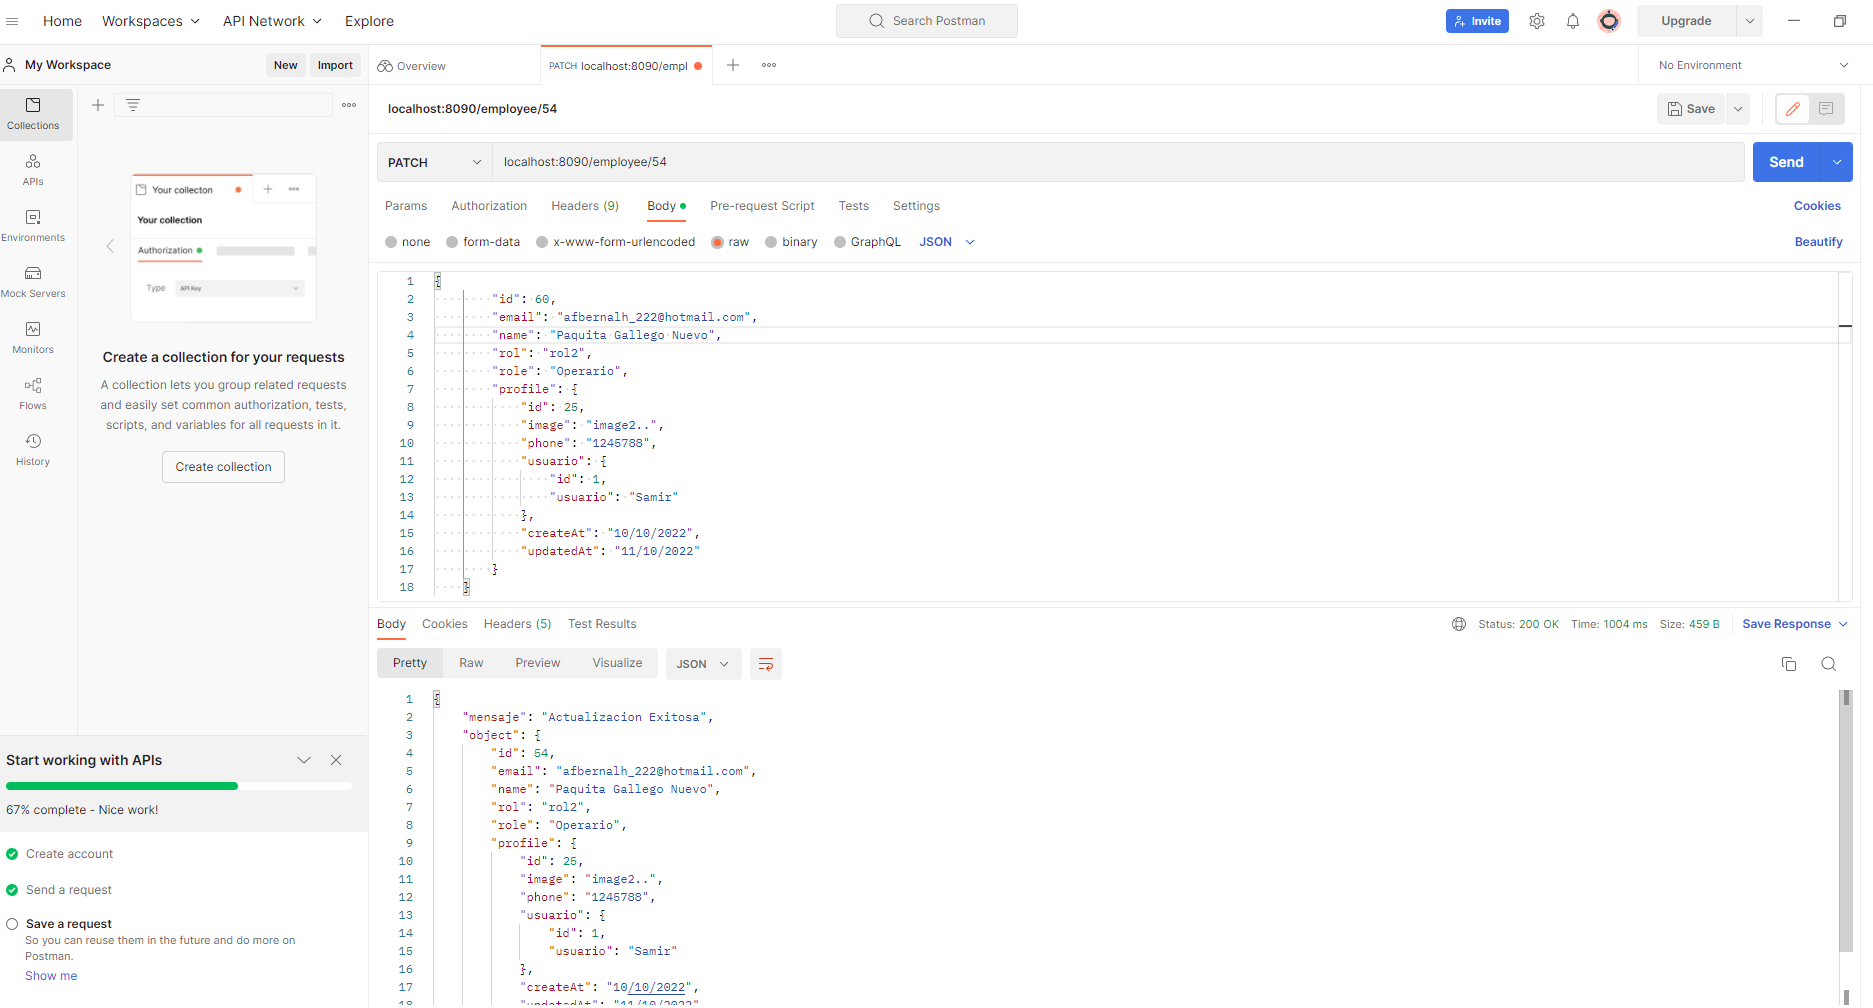 Home Workspaces API Network Explore Search Postman Invite Upgrade
My Workspace New Import
Overview PATCH localhost:8090/empl No Environment
Collections
APIs
Environments
Mock Servers
Monitors
Flows
History
Your collecton
Your collection
Authorization
Type API Key
Create a collection for your requests
A collection lets you group related requests
and easily set common authorization, tests,
scripts, and variables for all requests in it.
Create collection
Start working with APIs
67% complete - Nice work!
Create account
Send a request
Save a request
So you can reuse them in the future and do more on
Postman.
Show me
localhost:8090/employee/54 Save
PATCH localhost:8090/employee/54 Send
Params Authorization Headers (9) Body Pre-request Script Tests Settings Cookies
none form-data x-www-form-urlencoded raw binary GraphQL JSON Beautify
1 {
2 "id": 60,
3 "email": "afbernalh_222@hotmail.com",
4 "name": "Paquita Gallego Nuevo",
5 "rol": "rol2",
6 "role": "Operario",
7 "profile": {
8 "id": 25,
9 "image": "image2..",
10 "phone": "1245788",
11 "usuario": {
12 "id": 1,
13 "usuario": "Samir"
14 },
15 "createAt": "10/10/2022",
16 "updatedAt": "11/10/2022"
17 }
18 }
Body Cookies Headers (5) Test Results Status: 200 OK Time: 1004 ms Size: 459 B Save Response
Pretty Raw Preview Visualize JSON
1 {
2 "mensaje": "Actualizacion Exitosa",
3 "object": {
4 "id": 54,
5 "email": "afbernalh_222@hotmail.com",
6 "name": "Paquita Gallego Nuevo",
7 "rol": "rol2",
8 "role": "Operario",
9 "profile": {
10 "id": 25,
11 "image": "image2..",
12 "phone": "1245788",
13 "usuario": {
14 "id": 1,
15 "usuario": "Samir"
16 },
17 "createAt": "10/10/2022",
18 "updatedAt": "11/10/2022"